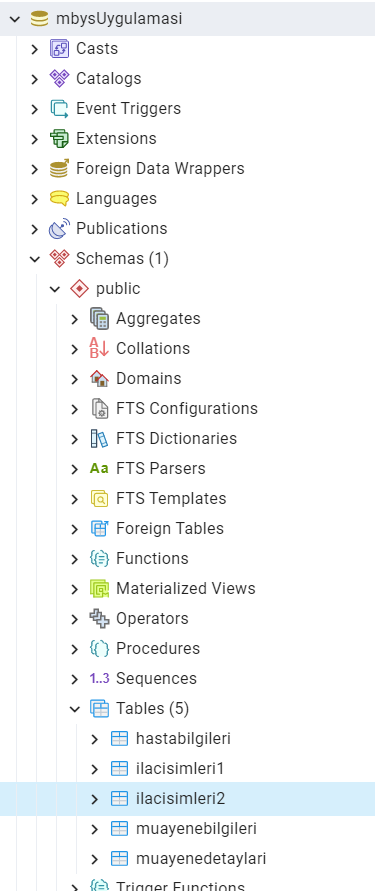 mbysUygulamasi
Casts
Catalogs
Event Triggers
Extensions
Foreign Data Wrappers
Languages
Publications
Schemas (1)
public
Aggregates
Collations
Domains
FTS Configurations
FTS Dictionaries
Aa FTS Parsers
FTS Templates
Foreign Tables
Functions
Materialized Views
Operators
Procedures
1..3 Sequences
Tables (5)
hastabilgileri
ilacisimleri1
ilacisimleri2
muayenebilgileri
muayenedetaylari
Trigger Functions